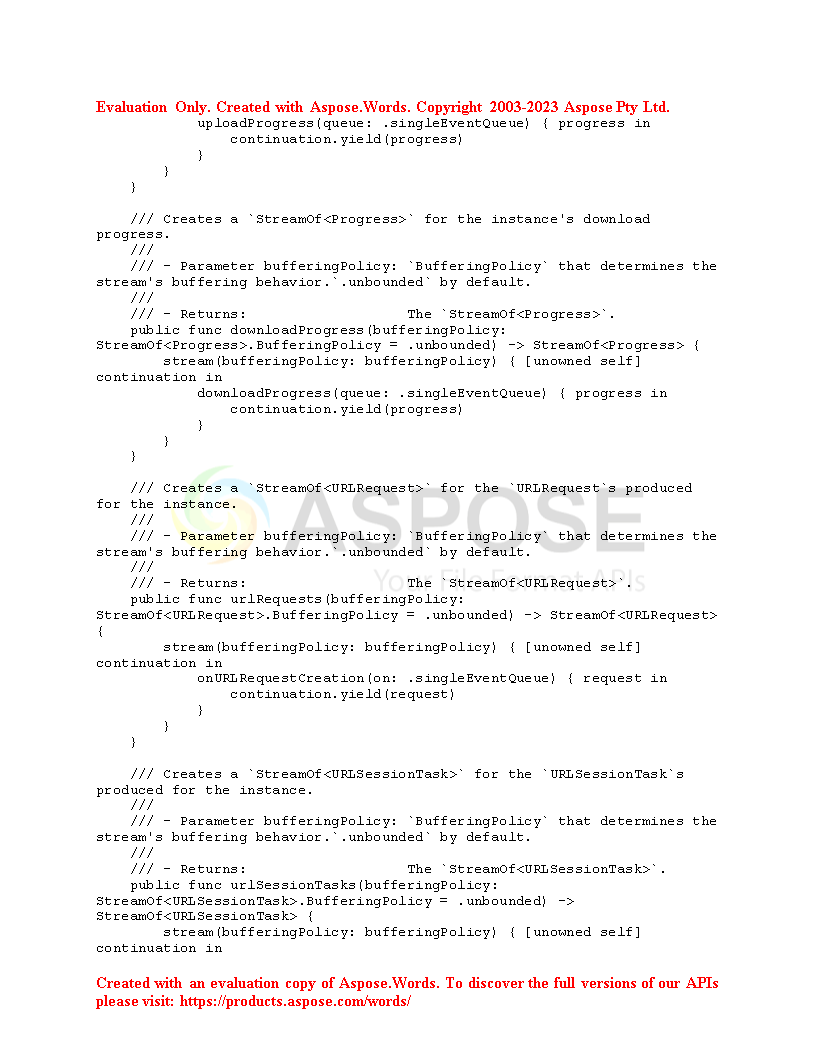 Evaluation Only. Created with Aspose.Words. Copyright 2003-2023 Aspose Pty Ltd.
            uploadProgress(queue: .singleEventQueue) { progress in
                continuation.yield(progress)
            }
        }
    }

    /// Creates a `StreamOf<Progress>` for the instance's download
progress.
    ///
    /// - Parameter bufferingPolicy: `BufferingPolicy` that determines the
stream's buffering behavior.`.unbounded` by default.
    ///
    /// - Returns:                   The `StreamOf<Progress>`.
    public func downloadProgress(bufferingPolicy:
StreamOf<Progress>.BufferingPolicy = .unbounded) -> StreamOf<Progress> {
        stream(bufferingPolicy: bufferingPolicy) { [unowned self]
continuation in
            downloadProgress(queue: .singleEventQueue) { progress in
                continuation.yield(progress)
            }
        }
    }

    /// Creates a `StreamOf<URLRequest>` for the `URLRequest`s produced
for the instance.
    ///
    /// - Parameter bufferingPolicy: `BufferingPolicy` that determines the
stream's buffering behavior.`.unbounded` by default.
    ///
    /// - Returns:                   The `StreamOf<URLRequest>`.
    public func urlRequests(bufferingPolicy:
StreamOf<URLRequest>.BufferingPolicy = .unbounded) -> StreamOf<URLRequest>
{
        stream(bufferingPolicy: bufferingPolicy) { [unowned self]
continuation in
            onURLRequestCreation(on: .singleEventQueue) { request in
                continuation.yield(request)
            }
        }
    }

    /// Creates a `StreamOf<URLSessionTask>` for the `URLSessionTask`s
produced for the instance.
    ///
    /// - Parameter bufferingPolicy: `BufferingPolicy` that determines the
stream's buffering behavior.`.unbounded` by default.
    ///
    /// - Returns:                   The `StreamOf<URLSessionTask>`.
    public func urlSessionTasks(bufferingPolicy:
StreamOf<URLSessionTask>.BufferingPolicy = .unbounded) ->
StreamOf<URLSessionTask> {
        stream(bufferingPolicy: bufferingPolicy) { [unowned self]
continuation in
ASPOSE
Your File Format APIs
Created with an evaluation copy of Aspose.Words. To discover the full versions of our APIs
please visit: https://products.aspose.com/words/